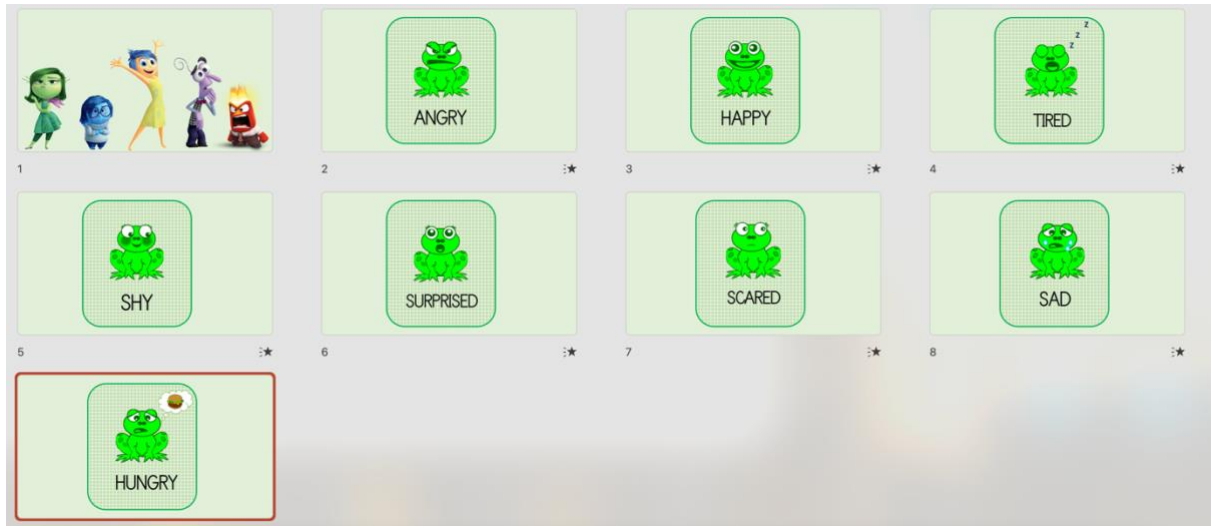 ANGRY
HAPPY
z
z
z
TIRED
1
2
3
4
SHY
SURPRISED
SCARED
SAD
5
6
7
8
HUNGRY